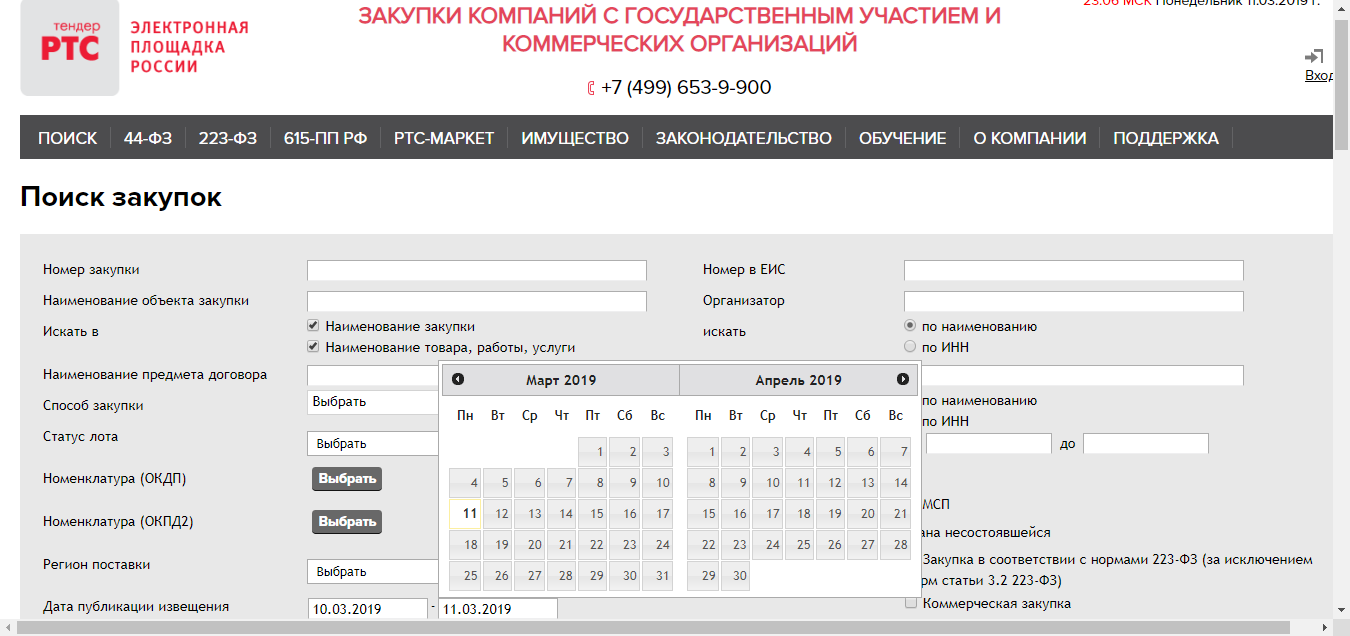 23:06 МСК Понедельник 11.03.2019 г.
тендер
РТС
ЭЛЕКТРОННАЯ
ПЛОЩАДКА
РОССИИ
ЗАКУПКИ КОМПАНИЙ С ГОСУДАРСТВЕННЫМ УЧАСТИЕМ И
КОММЕРЧЕСКИХ ОРГАНИЗАЦИЙ
+7 (499) 653-9-900
Вход
ПОИСК 44-ФЗ 223-ФЗ 615-ПП РФ РТС-МАРКЕТ ИМУЩЕСТВО ЗАКОНОДАТЕЛЬСТВО ОБУЧЕНИЕ О КОМПАНИИ ПОДДЕРЖКА
Поиск закупок
Номер закупки Номер в ЕИС
Наименование объекта закупки Организатор
Искать в Наименование закупки искать по наименованию
Наименование товара, работы, услуги по ИНН
Наименование предмета договора
Способ закупки Выбрать по наименованию
по ИНН
Статус лота Выбрать до
Номенклатура (ОКДП) Выбрать
МСП
Номенклатура (ОКПД2) Выбрать
на несостоявшейся
Закупка в соответствии с нормами 223-ФЗ (за исключением
рм статьи 3.2 223-ФЗ)
Регион поставки Выбрать
Дата публикации извещения 10.03.2019 - 11.03.2019 Коммерческая закупка
Март 2019 Апрель 2019
Пн Вт Ср Чт Пт Сб Вс Пн Вт Ср Чт Пт Сб Вс
1 2 3 1 2 3 4 5 6 7
4 5 6 7 8 9 10 8 9 10 11 12 13 14
11 12 13 14 15 16 17 15 16 17 18 19 20 21
18 19 20 21 22 23 24 22 23 24 25 26 27 28
25 26 27 28 29 30 31 29 30